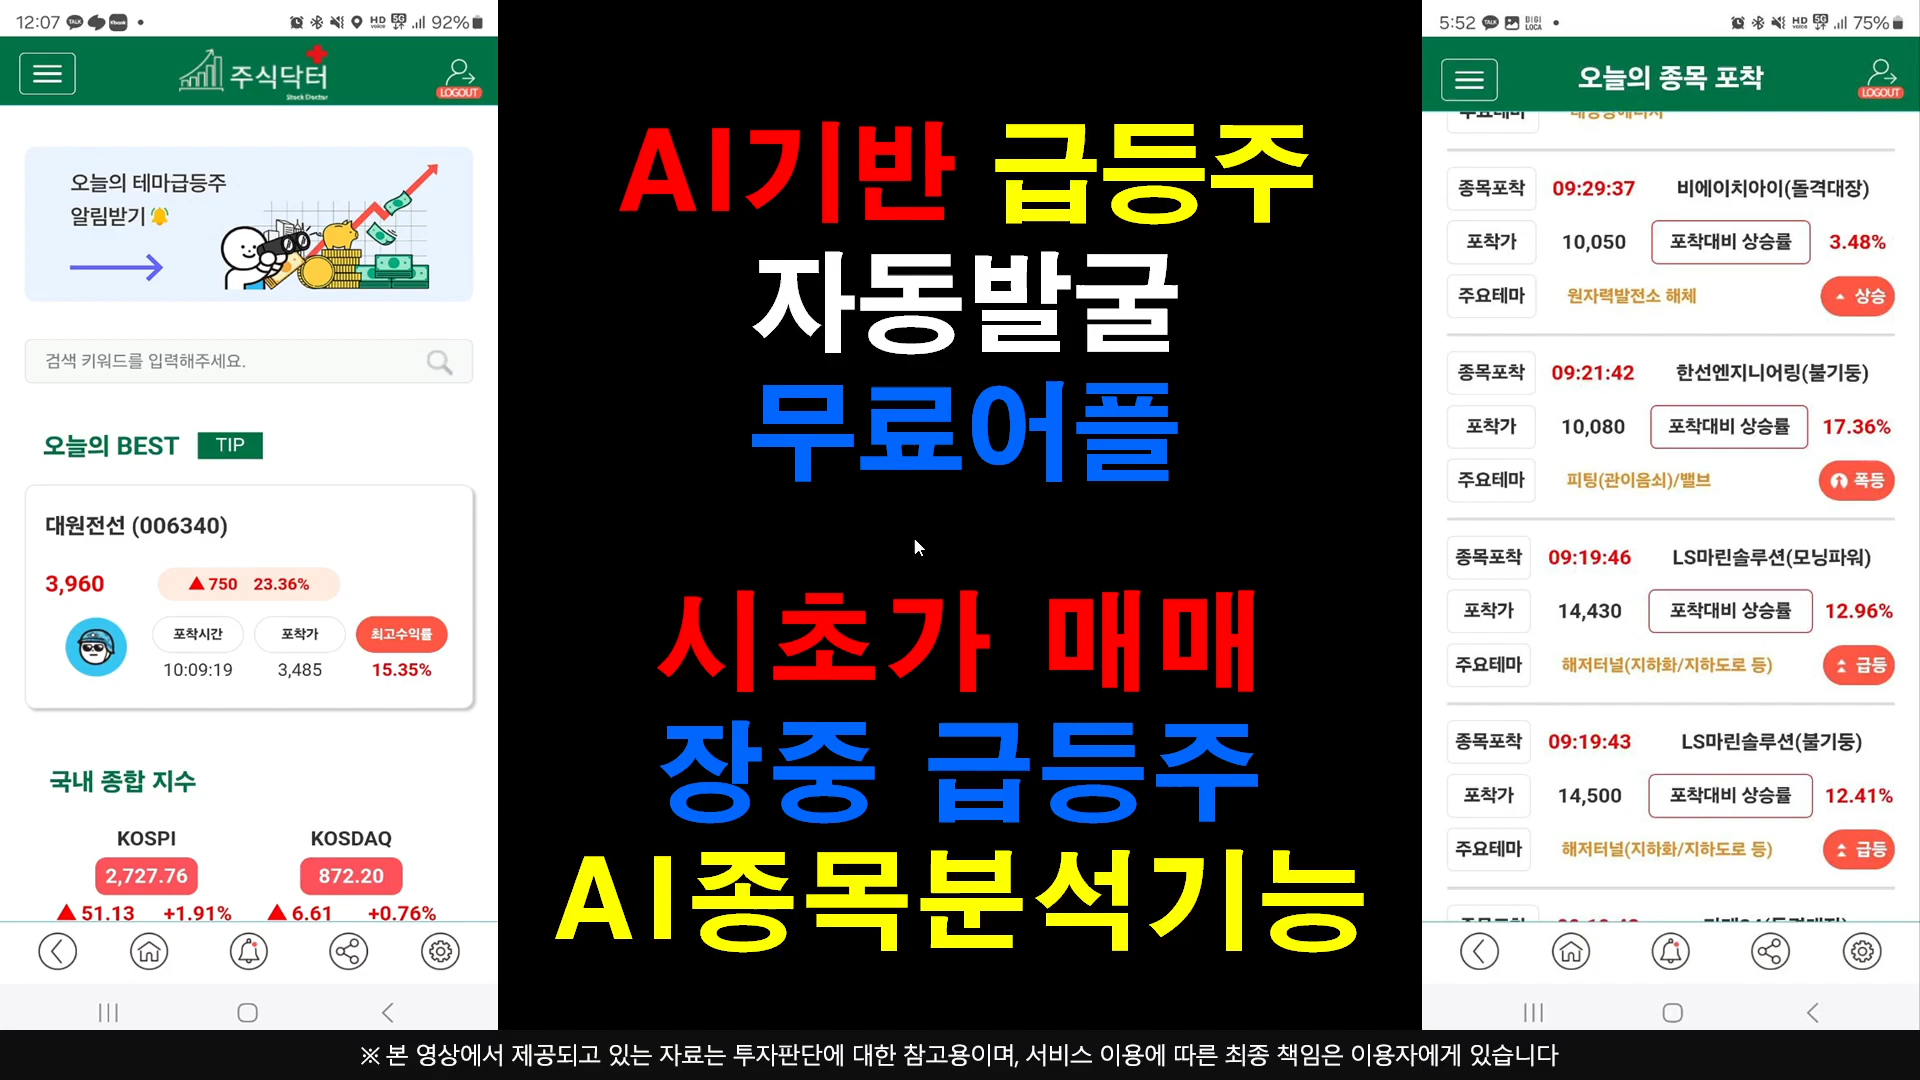 12:07
92%
주식닥터
Stock Doctor
LOGOUT
오늘의 테마급등주
알림받기
검색 키워드를 입력해주세요.
오늘의 BEST TIP
대원전선 (006340)
3,960 ▲ 750 23.36%
포착시간 포착가 최고수익률
10:09:19 3,485 15.35%
국내 종합 지수
KOSPI KOSDAQ
2,727.76 872.20
▲ 51.13 +1.91% ▲ 6.61 +0.76%
AI기반 급등주
자동발굴
무료어플
시초가 매매
장중 급등주
AI종목분석기능
5:52
75%
오늘의 종목 포착
LOGOUT
종목포착 09:29:37 비에이치아이(돌격대장)
포착가 10,050 포착대비 상승률 3.48%
주요테마 원자력발전소 해체 상승
종목포착 09:21:42 한선엔지니어링(불기둥)
포착가 10,080 포착대비 상승률 17.36%
주요테마 피팅(관이음쇠)/밸브 폭등
종목포착 09:19:46 LS마린솔루션(모닝파워)
포착가 14,430 포착대비 상승률 12.96%
주요테마 해저터널(지하화/지하도로 등) 급등
종목포착 09:19:43 LS마린솔루션(불기둥)
포착가 14,500 포착대비 상승률 12.41%
주요테마 해저터널(지하화/지하도로 등) 급등
※ 본 영상에서 제공되고 있는 자료는 투자판단에 대한 참고용이며, 서비스 이용에 따른 최종 책임은 이용자에게 있습니다